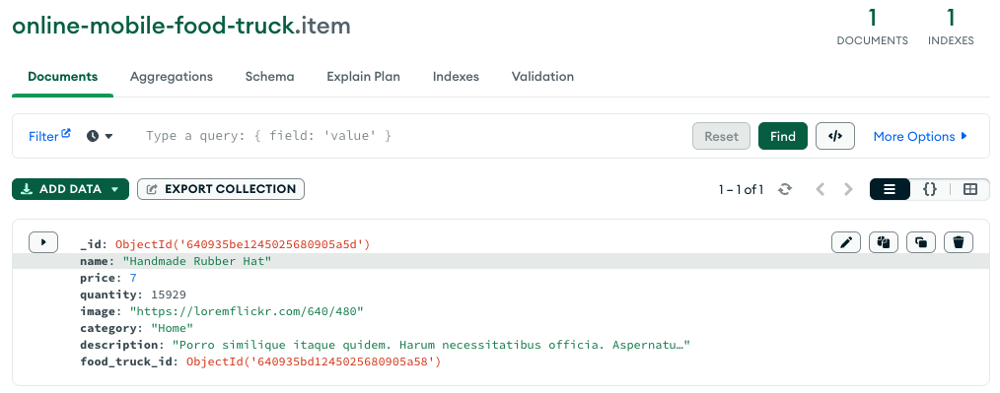 online-mobile-food-truck.item
1 1
DOCUMENTS INDEXES
Documents Aggregations Schema Explain Plan Indexes Validation
Filter Type a query: { field: 'value' } Reset Find </> More Options
ADD DATA EXPORT COLLECTION 1 – 1 of 1 {}
_id: ObjectId('640935be1245025680905a5d')
name: "Handmade Rubber Hat"
price: 7
quantity: 15929
image: "https://loremflickr.com/640/480"
category: "Home"
description: "Porro similique itaque quidem. Harum necessitatibus officia. Aspernatu…"
food_truck_id: ObjectId('640935bd1245025680905a58')